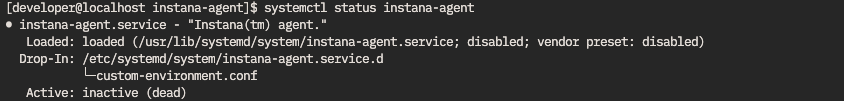 [developer@localhost instana-agent]$ systemctl status instana-agent
● instana-agent.service - "Instana(tm) agent."
Loaded: loaded (/usr/lib/systemd/system/instana-agent.service; disabled; vendor preset: disabled)
Drop-In: /etc/systemd/system/instana-agent.service.d
└─custom-environment.conf
Active: inactive (dead)